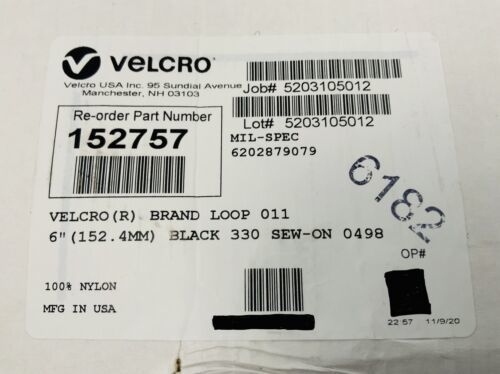 VELCRO®
Velcro USA Inc. 95 Sundial Avenue
Manchester, NH 03103
Job# 5203105012
Re-order Part Number
152757
Lot# 5203105012
MIL-SPEC
6202879079
6182
VELCRO(R) BRAND LOOP 011
6"(152.4MM) BLACK 330 SEW-ON 0498
OP#
100% NYLON
MFG IN USA
22:57 11/9/20